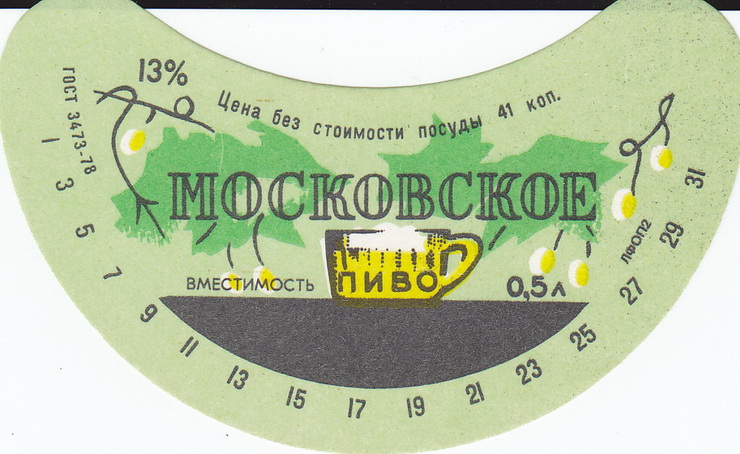 13%
ГОСТ 3473-78
Цена без стоимости посуды 41 коп.
МОСКОВСКОЕ
ПИВО
ВМЕСТИМОСТЬ 0,5 л
ЛФОП2
1 3 5 7 9 11 13 15 17 19 21 23 25 27 29 31